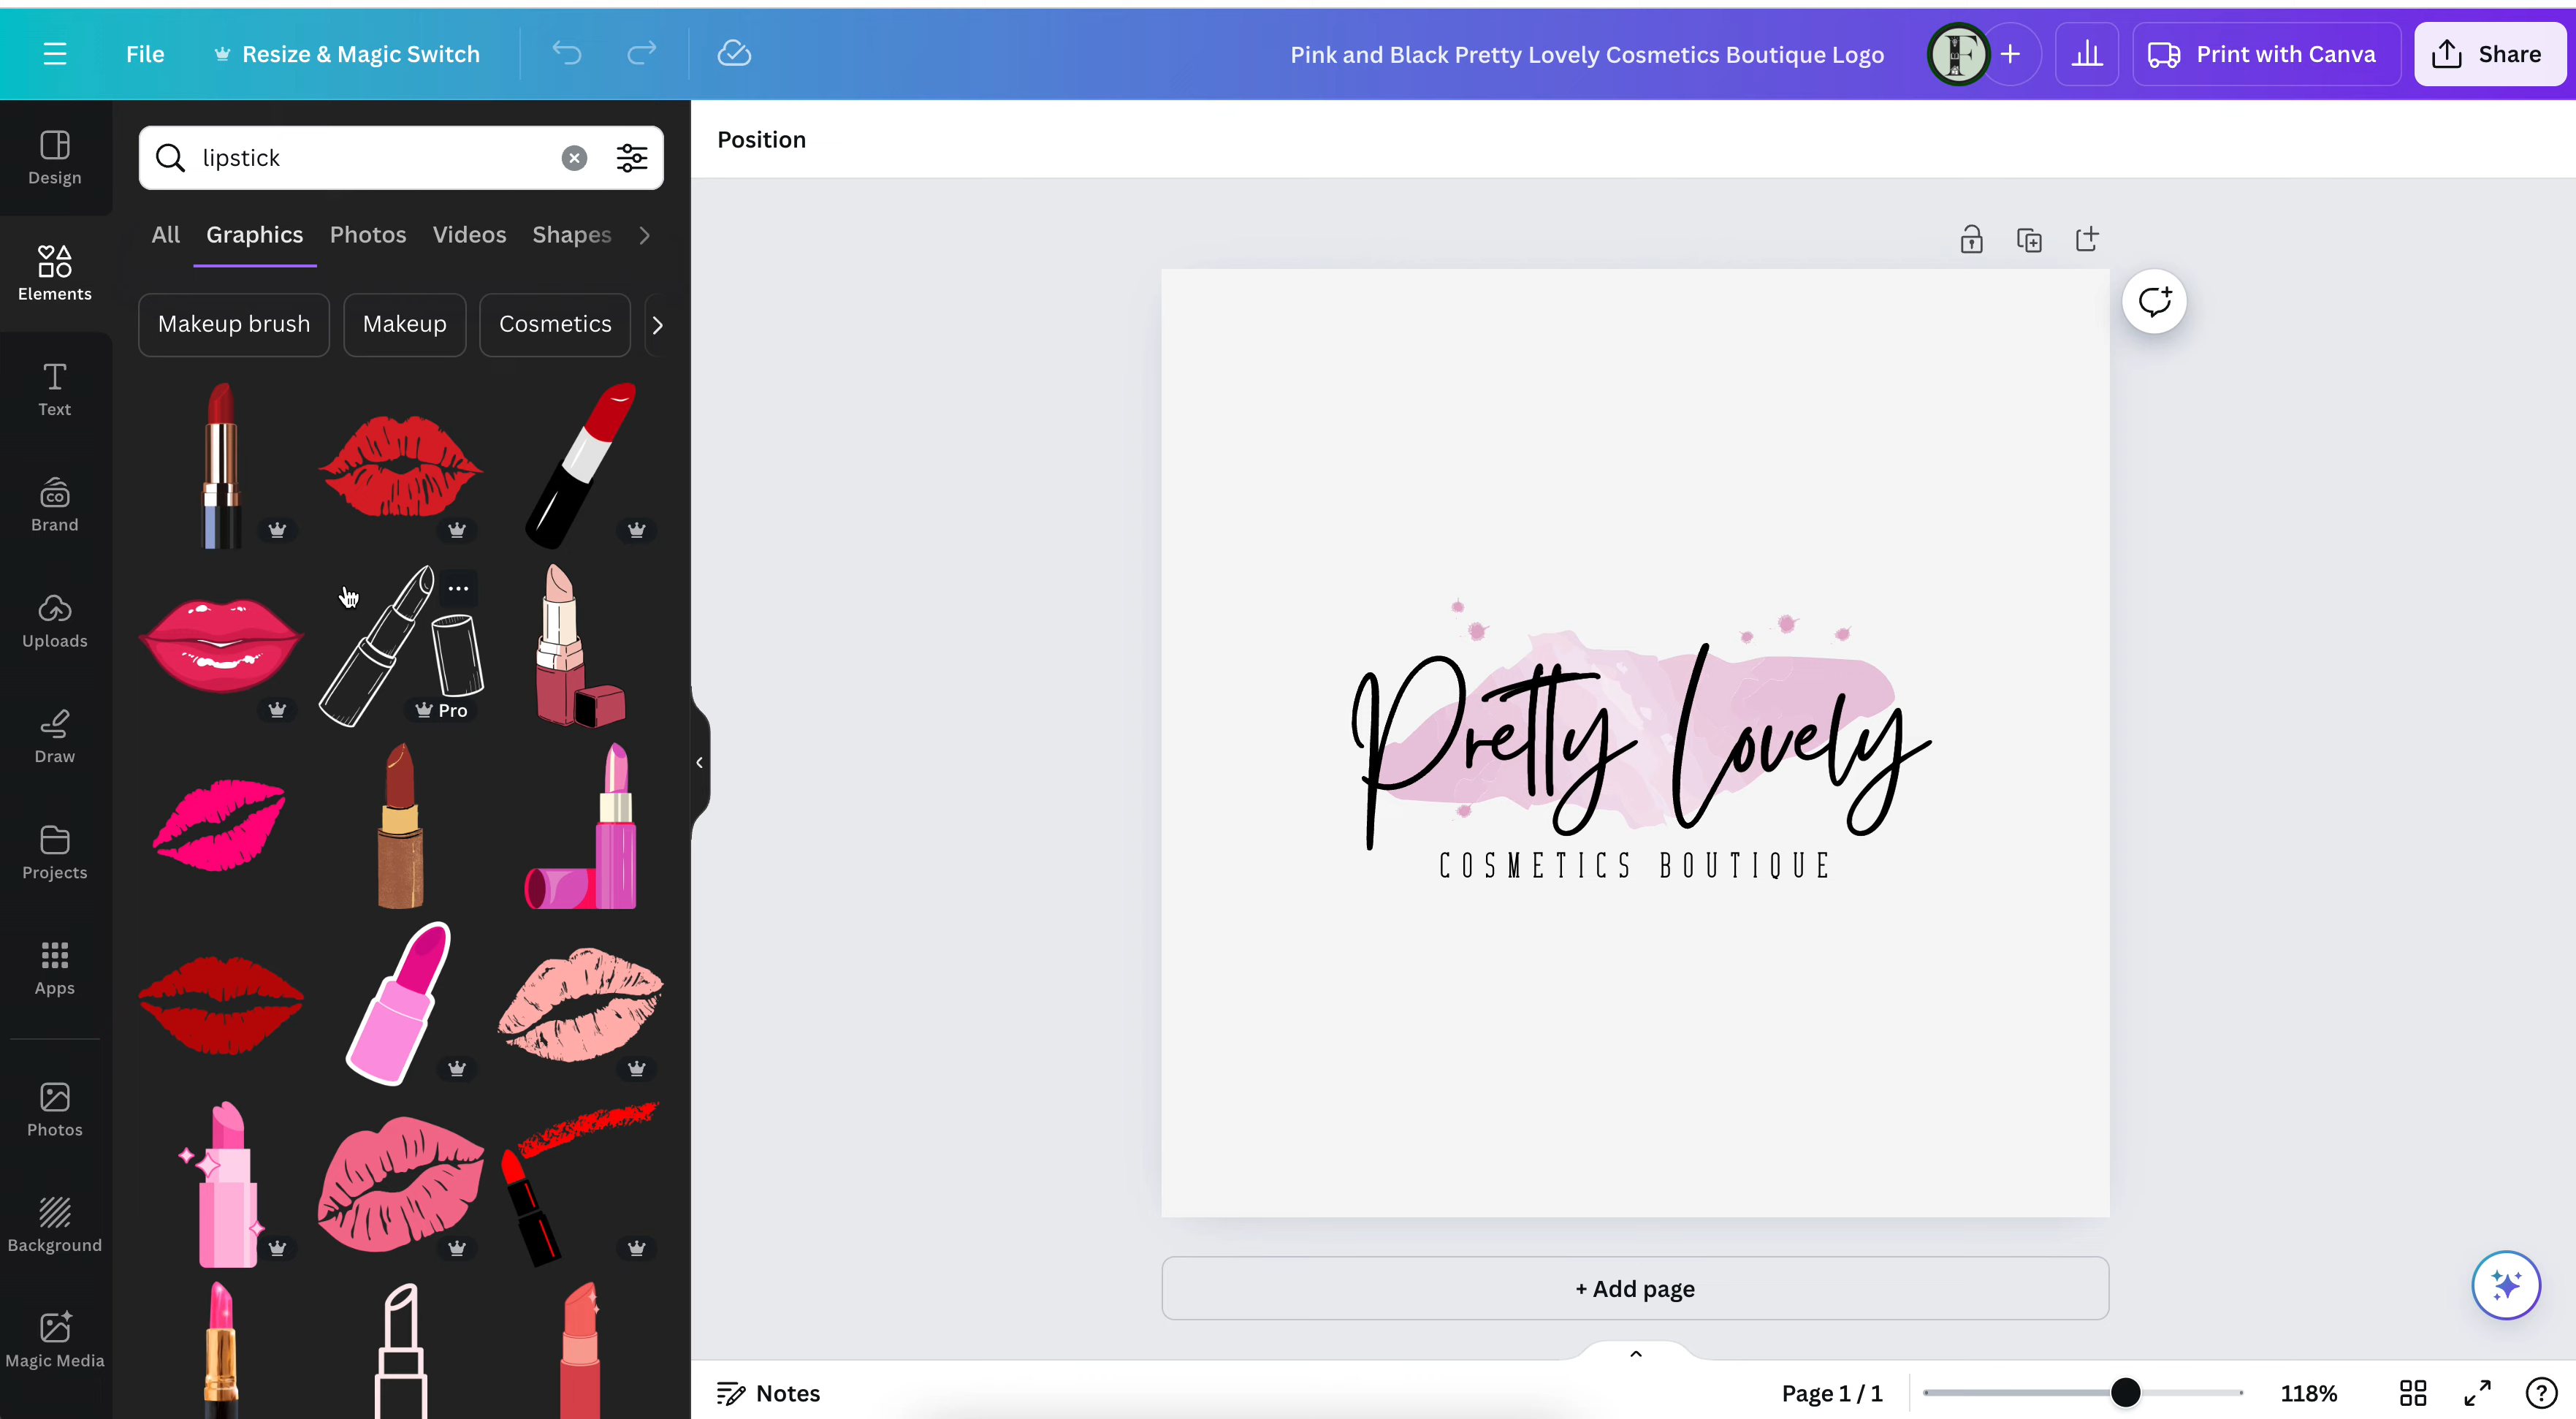 File
Resize & Magic Switch
Pink and Black Pretty Lovely Cosmetics Boutique Logo
F
Print with Canva
Share
Design
Elements
Text
CO
Brand
Uploads
Draw
Projects
Apps
Photos
Background
Magic Media
lipstick
All Graphics Photos Videos Shapes
Makeup brush Makeup Cosmetics
Pro
Position
Pretty Lovely
COSMETICS BOUTIQUE
+ Add page
Notes
Page 1 / 1
118%